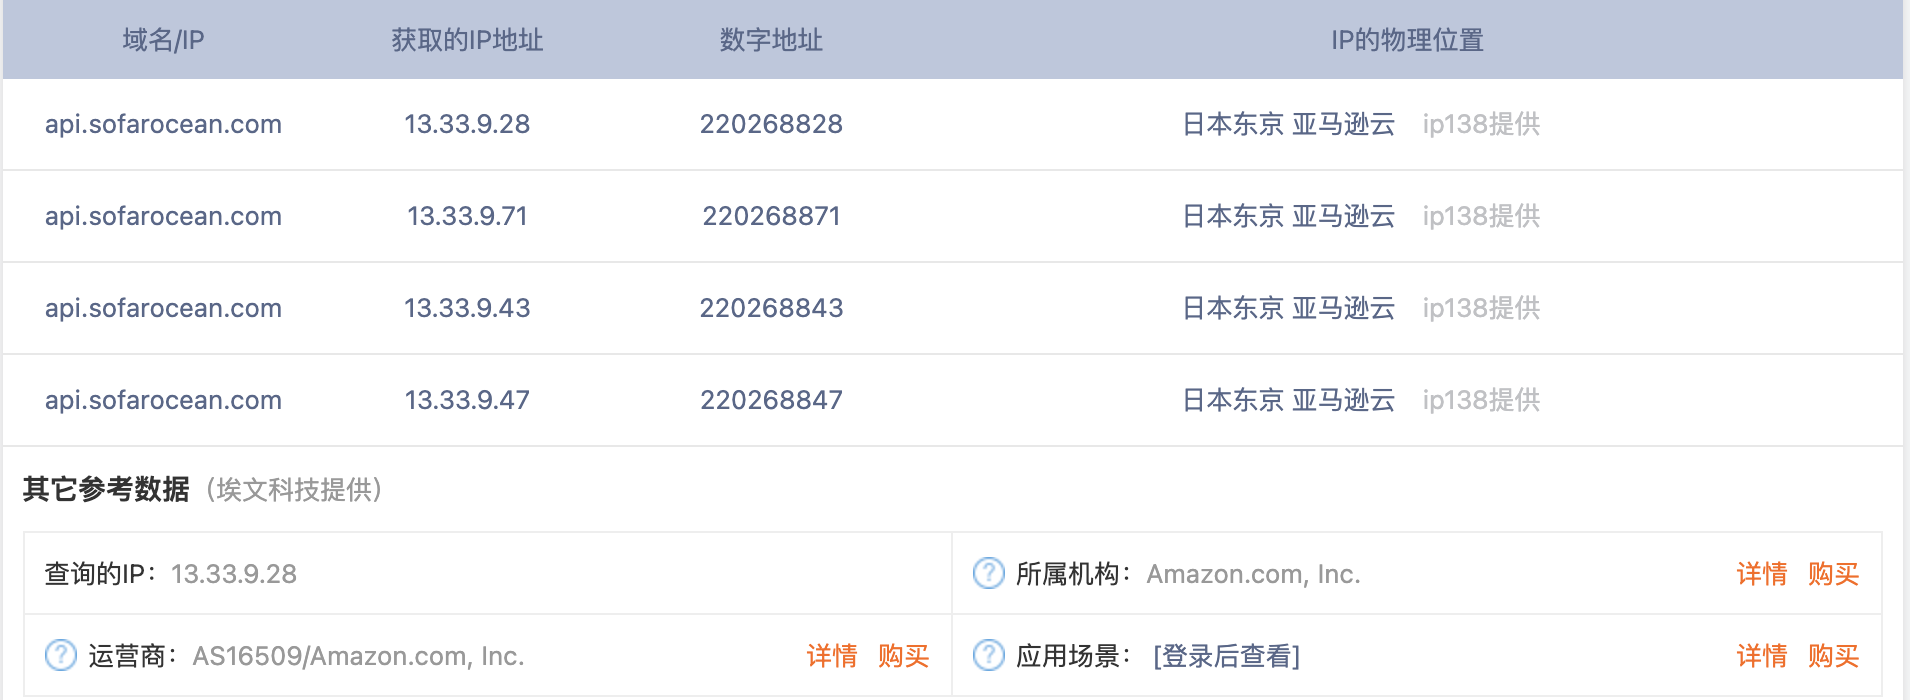 域名/IP 获取的IP地址 数字地址 IP的物理位置
api.sofarocean.com 13.33.9.28 220268828 日本东京 亚马逊云 ip138提供
api.sofarocean.com 13.33.9.71 220268871 日本东京 亚马逊云 ip138提供
api.sofarocean.com 13.33.9.43 220268843 日本东京 亚马逊云 ip138提供
api.sofarocean.com 13.33.9.47 220268847 日本东京 亚马逊云 ip138提供
其它参考数据（埃文科技提供）
查询的IP：13.33.9.28 ? 所属机构：Amazon.com, Inc. 详情 购买
? 运营商：AS16509/Amazon.com, Inc. 详情 购买 ? 应用场景：[登录后查看] 详情 购买